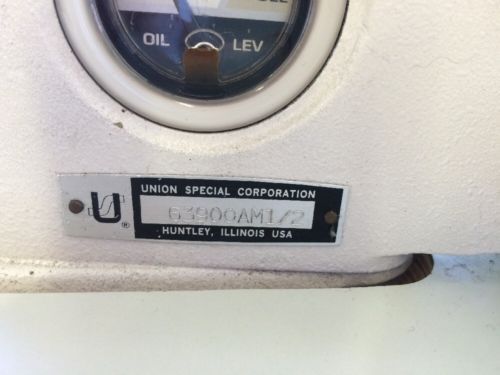 OIL LEV
UNION SPECIAL CORPORATION
63900AM1/2
HUNTLEY, ILLINOIS USA
U
®